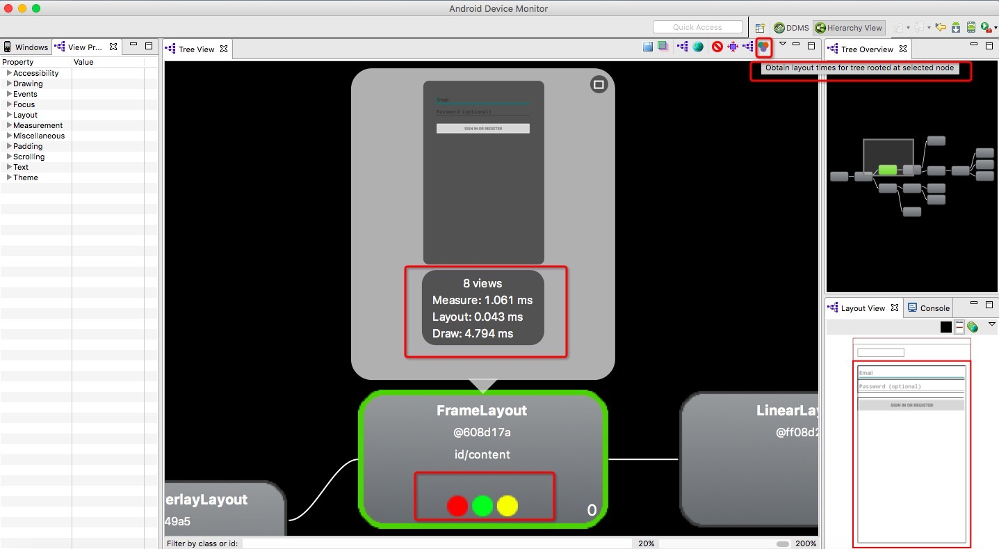 Android Device Monitor
Quick Access
DDMS
Hierarchy View
Windows
View Pr...
Property
Value
Accessibility
Drawing
Events
Focus
Layout
Measurement
Miscellaneous
Padding
Scrolling
Text
Theme
Tree View
Email
Password (optional)
SIGN IN OR REGISTER
8 views
Measure: 1.061 ms
Layout: 0.043 ms
Draw: 4.794 ms
FrameLayout
@608d17a
id/content
0
LinearLay
@ff08d2
erlayLayout
49a5
Filter by class or id:
20%
200%
Tree Overview
Obtain layout times for tree rooted at selected node
Layout View
Console
Email
Password (optional)
SIGN IN OR REGISTER